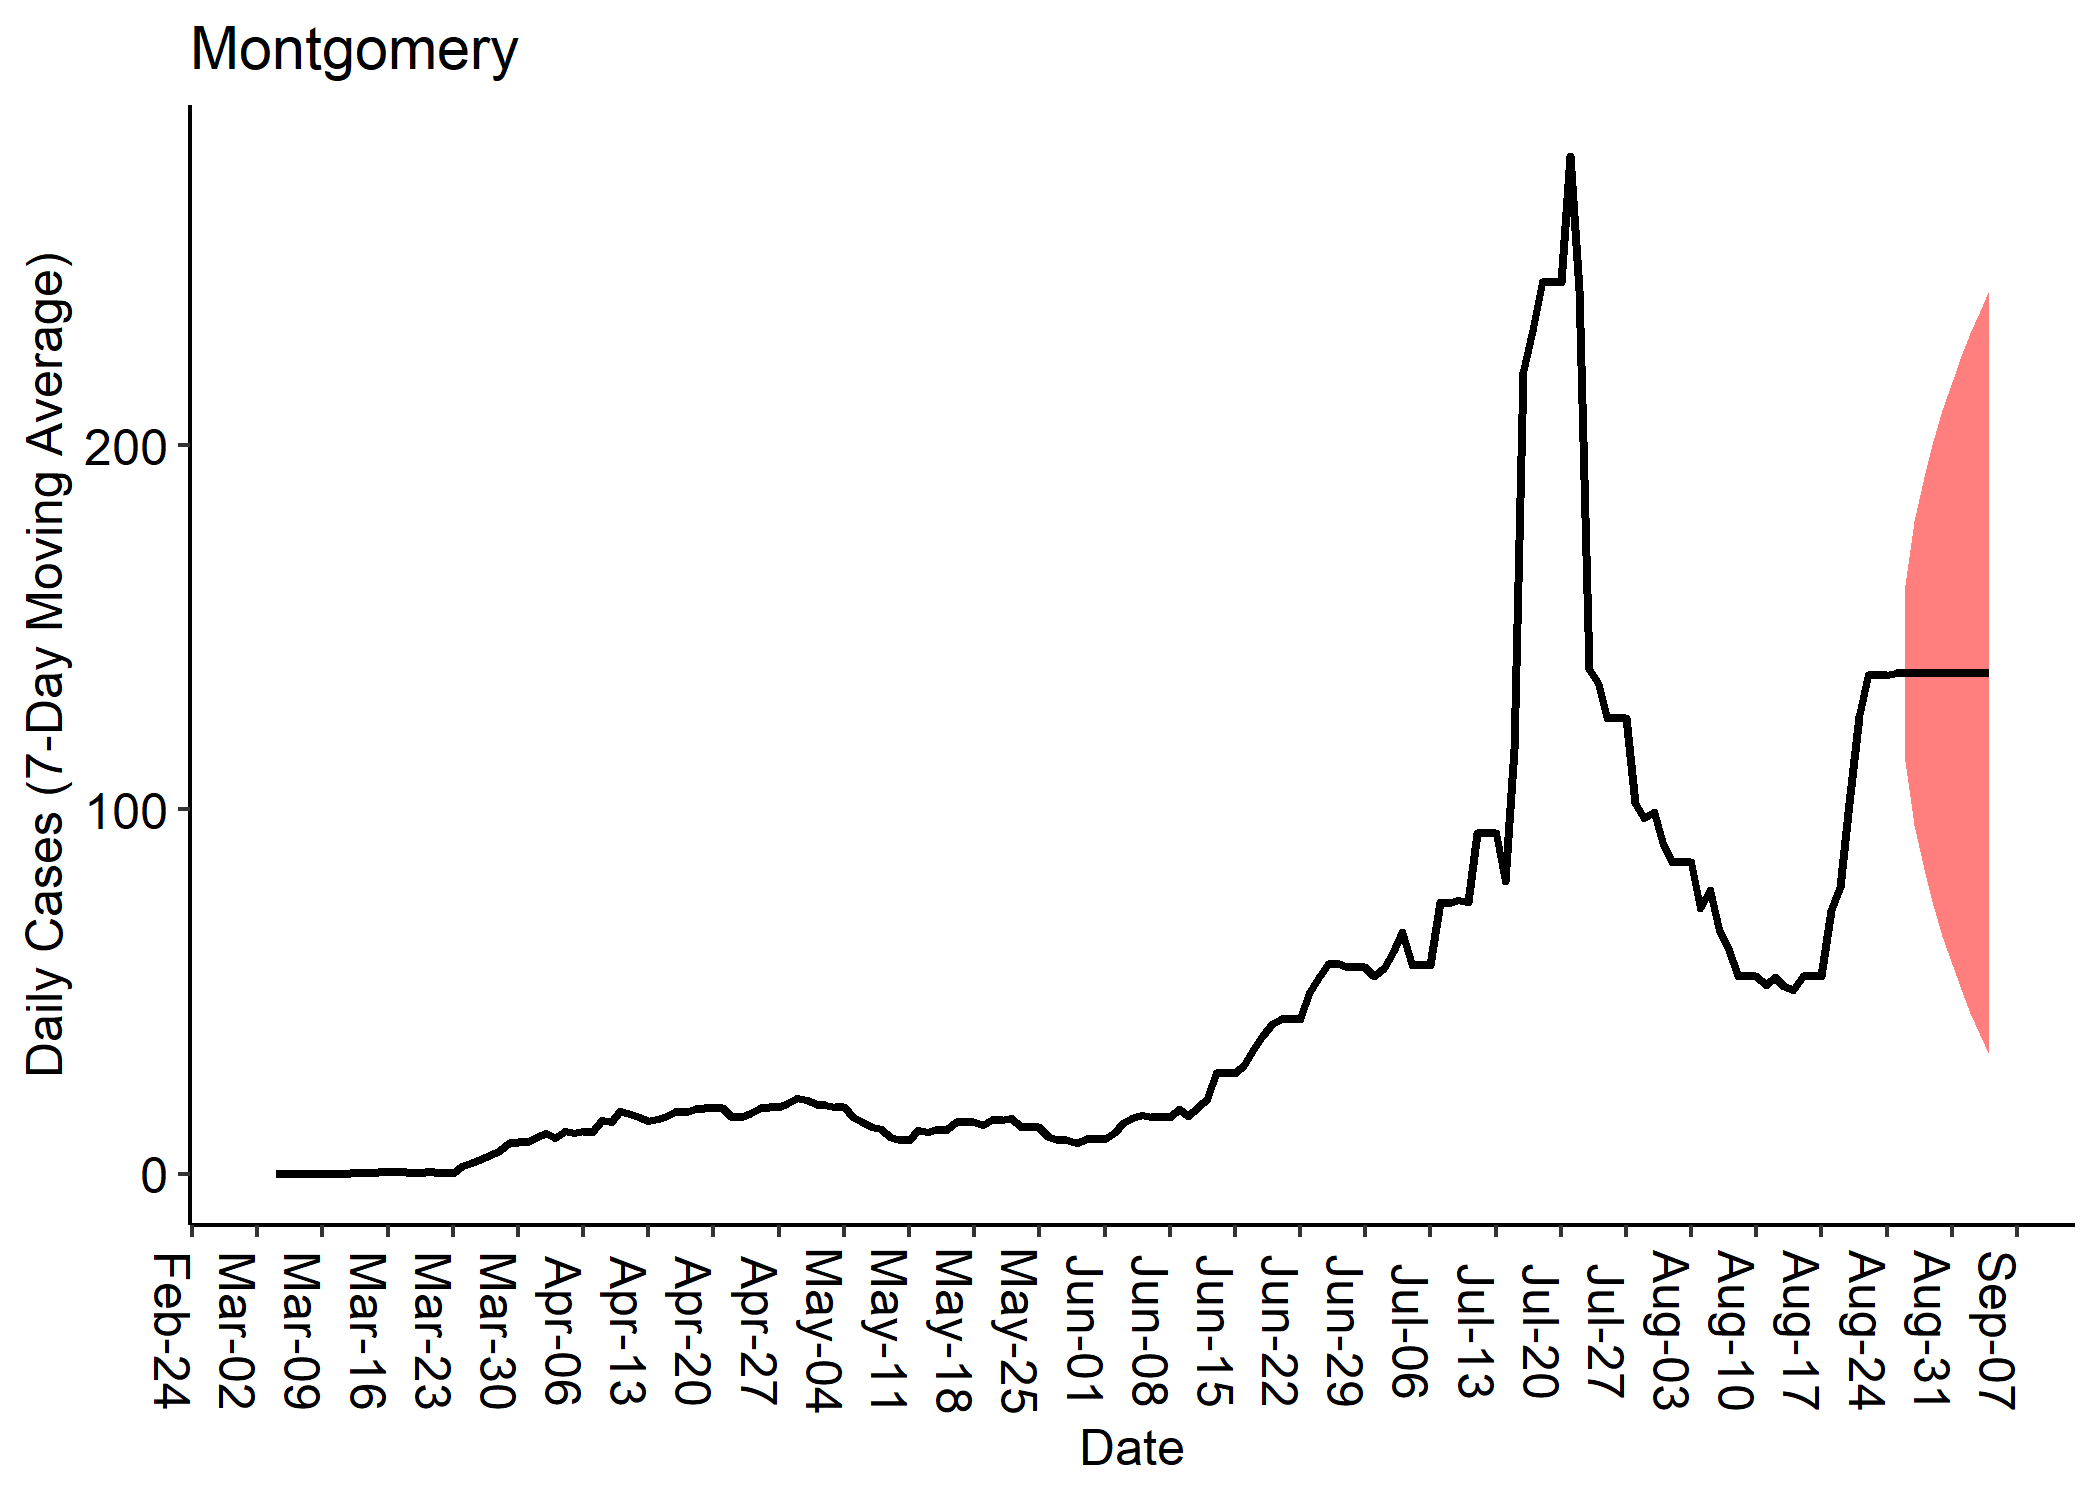 Montgomery
Daily Cases (7-Day Moving Average)
200
100
0
Feb-24
Mar-02
Mar-09
Mar-16
Mar-23
Mar-30
Apr-06
Apr-13
Apr-20
Apr-27
May-04
May-11
May-18
May-25
Jun-01
Jun-08
Jun-15
Jun-22
Jun-29
Jul-06
Jul-13
Jul-20
Jul-27
Aug-03
Aug-10
Aug-17
Aug-24
Aug-31
Sep-07
Date